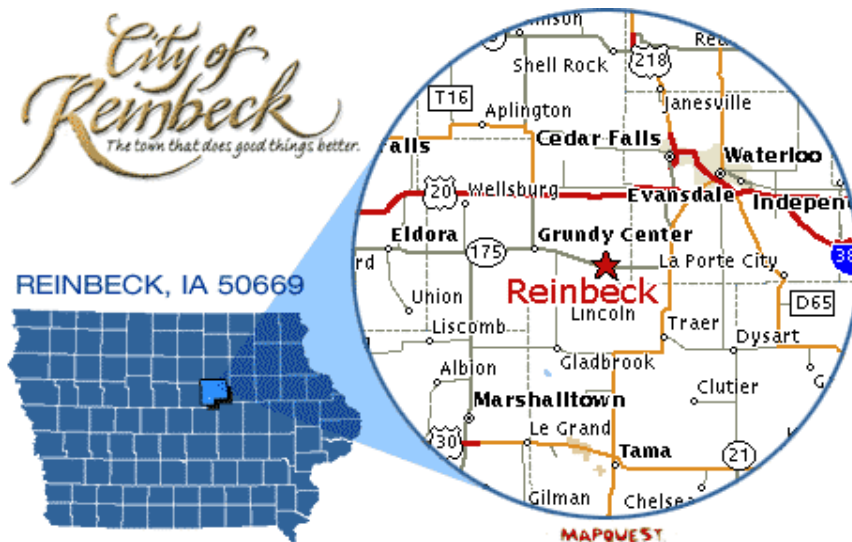 City of
Reinbeck
The town that does good things better.
REINBECK, IA 50669
Shell Rock
218
T16
Janesville
Aplington
Cedar Falls
Waterloo
20
Wellsburg
Evansdale
Indepen
Eldora
175
Grundy Center
La Porte City
Reinbeck
Union
Lincoln
D65
Liscomb
Traer
Dysart
Albion
Gladbrook
Clutier
Marshalltown
30
Le Grand
Tama
21
Gilman
Chelsea
MAPQUEST